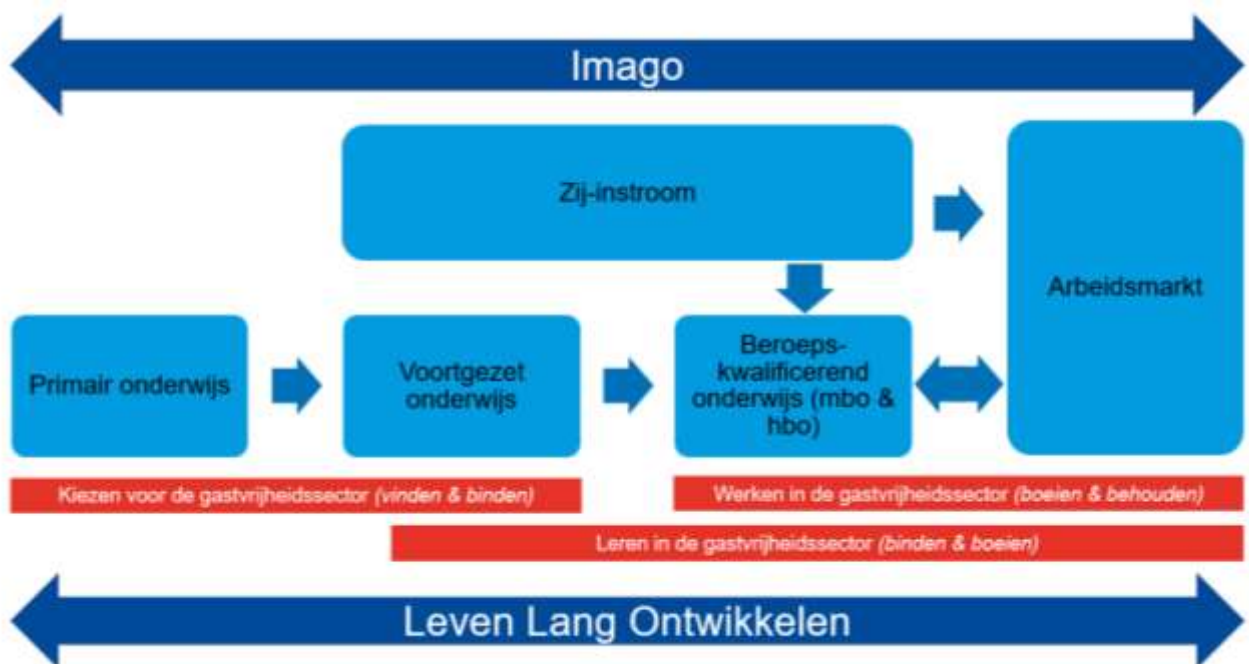 Imago
Zij-instroom
Arbeidsmarkt
Primair onderwijs
Voortgezet
onderwijs
Beroeps-
kwalificerend
onderwijs (mbo &
hbo)
Kiezen voor de gastvrijheidssector (vinden & binden)
Werken in de gastvrijheidssector (boeien & behouden)
Leren in de gastvrijheidssector (binden & boeien)
Leven Lang Ontwikkelen